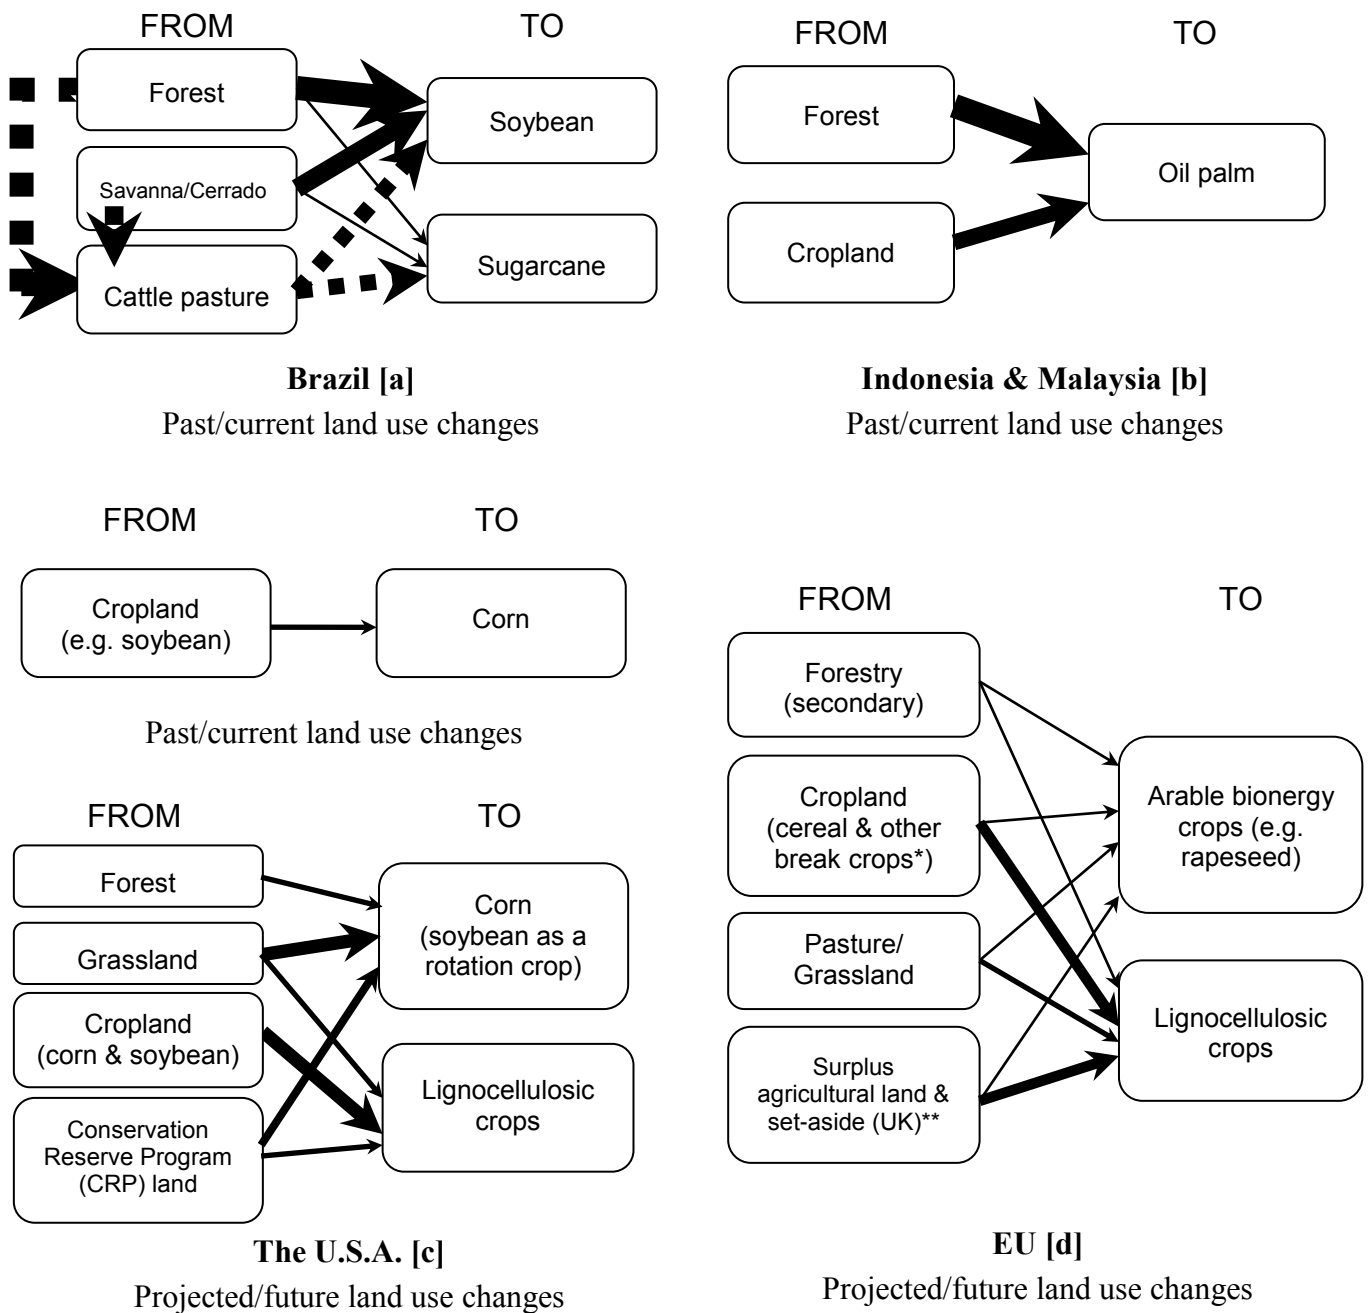 FROM
TO
Forest
Savanna/Cerrado
Cattle pasture
Soybean
Sugarcane
Brazil [a]
Past/current land use changes
FROM
TO
Forest
Cropland
Oil palm
Indonesia & Malaysia [b]
Past/current land use changes
FROM
TO
Cropland
(e.g. soybean)
Corn
Past/current land use changes
FROM
TO
Forest
Grassland
Cropland
(corn & soybean)
Conservation
Reserve Program
(CRP) land
Corn
(soybean as a
rotation crop)
Lignocellulosic
crops
The U.S.A. [c]
Projected/future land use changes
FROM
TO
Forestry
(secondary)
Cropland
(cereal & other
break crops*)
Pasture/
Grassland
Surplus
agricultural land &
set-aside (UK)**
Arable bionergy
crops (e.g.
rapeseed)
Lignocellulosic
crops
EU [d]
Projected/future land use changes